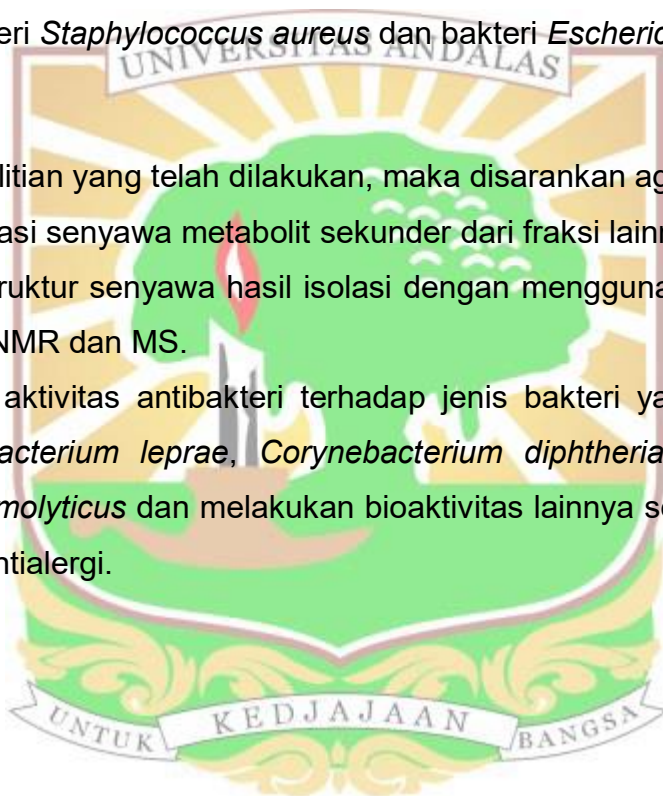 eri Staphylococcus aureus dan bakteri Escheric
UNIVERSITAS ANDALAS
litian yang telah dilakukan, maka disarankan ag
asi senyawa metabolit sekunder dari fraksi lainn
ruktur senyawa hasil isolasi dengan mengguna
NMR dan MS.
aktivitas antibakteri terhadap jenis bakteri ya
acterium leprae, Corynebacterium diphtheria
molyticus dan melakukan bioaktivitas lainnya se
ntialergi.
UNTUK KEDJAJAAN BANGSA